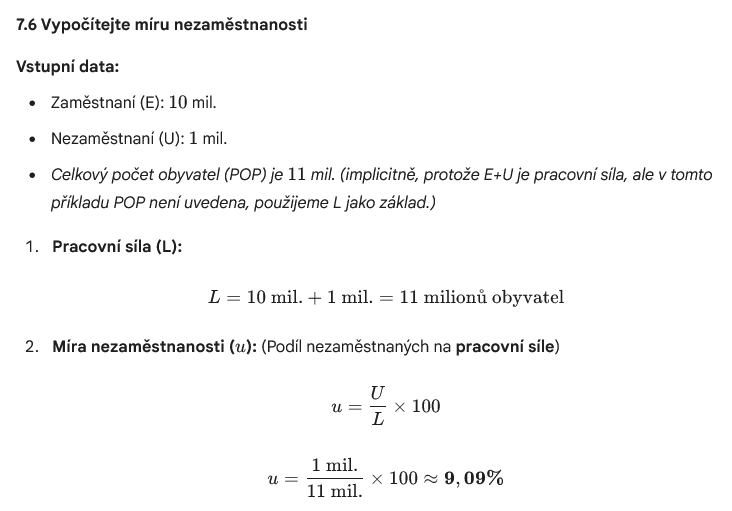 7.6 Vypočítejte míru nezaměstnanosti
Vstupní data:
• Zaměstnaní (E): 10 mil.
• Nezaměstnaní (U): 1 mil.
• Celkový počet obyvatel (POP) je 11 mil. (implicitně, protože E+U je pracovní síla, ale v tomto
příkladu POP není uvedena, použijeme L jako základ.)
1. Pracovní síla (L):
L = 10 mil. + 1 mil. = 11 milionů obyvatel
2. Míra nezaměstnanosti (u): (Podíl nezaměstnaných na pracovní síle)
u = U/L × 100
u = 1 mil./11 mil. × 100 ≈ 9,09%